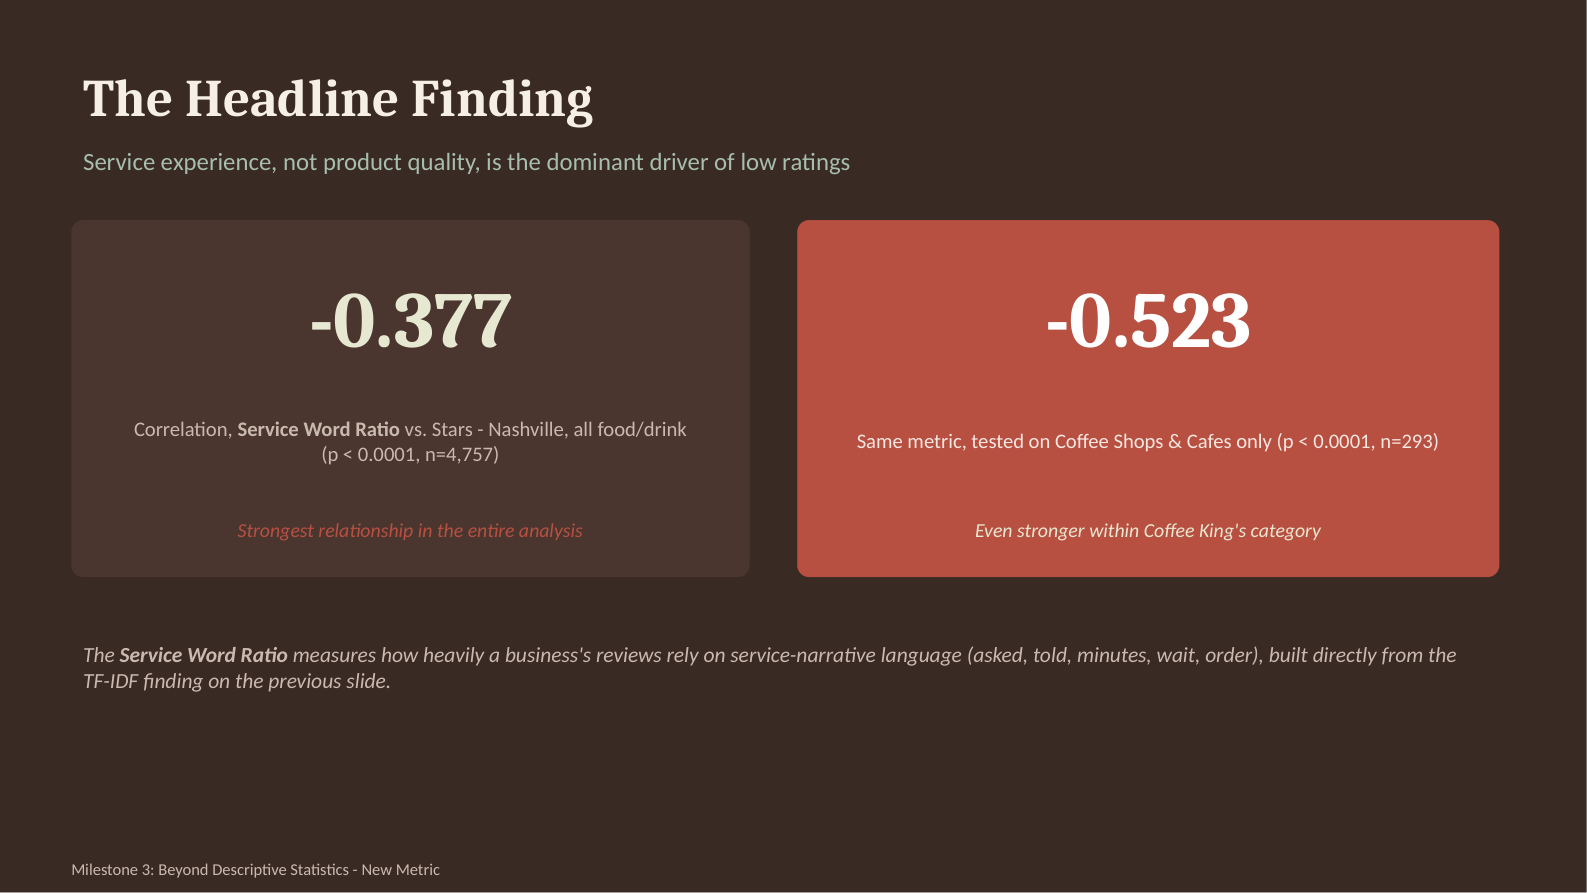 The Headline Finding
Service experience, not product quality, is the dominant driver of low ratings
-0.377
Correlation, Service Word Ratio vs. Stars - Nashville, all food/drink
(p < 0.0001, n=4,757)
Strongest relationship in the entire analysis
-0.523
Same metric, tested on Coffee Shops & Cafes only (p < 0.0001, n=293)
Even stronger within Coffee King's category
The Service Word Ratio measures how heavily a business's reviews rely on service-narrative language (asked, told, minutes, wait, order), built directly from the
TF-IDF finding on the previous slide.
Milestone 3: Beyond Descriptive Statistics - New Metric